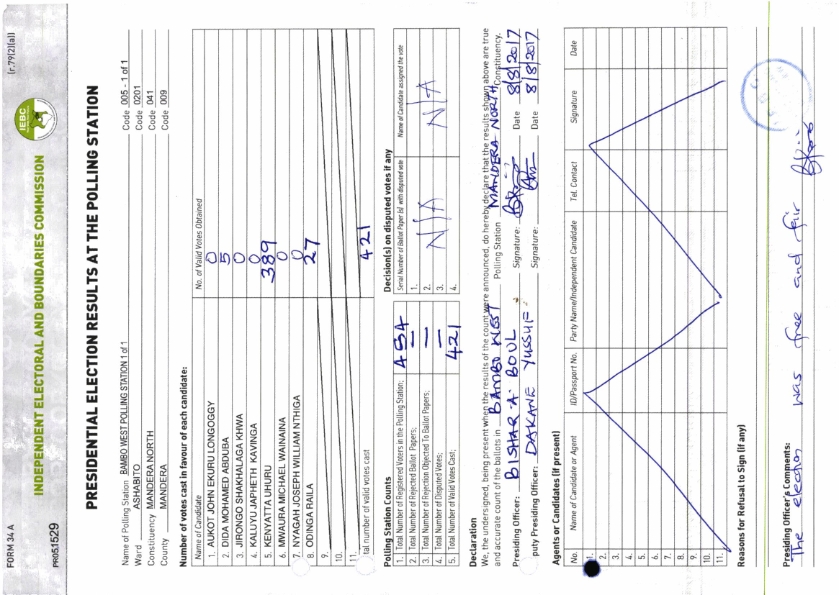 FORM 34 A
(r.79(2)(a))
IEBC
INDEPENDENT ELECTORAL AND BOUNDARIES COMMISSION
PRO51529
PRESIDENTIAL ELECTION RESULTS AT THE POLLING STATION
Name of Polling Station BAMBO WEST POLLING STATION 1 of 1 Code 005 - 1 of 1
Ward ASHABITO Code 0201
Constituency MANDERA NORTH Code 041
County MANDERA Code 009
Number of votes cast in favour of each candidate:
Name of Candidate No. of Valid Votes Obtained
1. AUKOT JOHN EKURU LONGOGGY 0
2. DIDA MOHAMED ABDUBA 5
3. JIRONGO SHAKHALAGA KHWA 0
4. KALUYU JAPHETH KAVINGA 0
5. KENYATTA UHURU 389
6. MWAURA MICHAEL WAINAINA 0
7. NYAGAH JOSEPH WILLIAM NTHIGA 0
8. ODINGA RAILA 27
9.
10.
11.
tal number of valid votes cast 421
Polling Station Counts
1. Total Number of Registered Voters in the Polling Station;
2. Total Number of Rejected Ballot Papers; —
3. Total Number of Rejection Objected To Ballot Papers; —
4. Total Number of Disputed Votes; —
5. Total Number of Valid Votes Cast; 421
Decision(s) on disputed votes if any
Serial Number of Ballot Paper (s) with disputed vote Name of Candidate assigned the vote
1.
2. N/A N/A
3.
4.
Declaration
We, the undersigned, being present when the results of the count were announced, do hereby declare that the results shown above are true
and accurate count of the ballots in BAMBO WEST Polling Station MANDERA NORTH Constituency.
Presiding Officer: BISHAR A. BOUL Signature: Date 8/8/2017
puty Presiding Officer: DAKANE YUSSUF Signature: Date 8/8/2017
Agents or Candidates (if present)
No. Name of Candidate or Agent ID/Passport No. Party Name/Independent Candidate Tel. Contact Signature Date
1.
2.
3.
4.
5.
6.
7.
8.
9.
10.
11.
Reasons for Refusal to Sign (if any)
Presiding Officer's Comments:
The election was free and fair